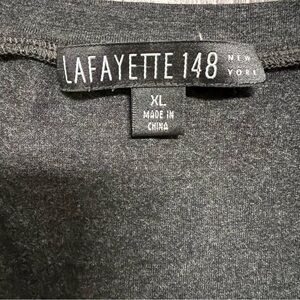 LAFAYETTE 148 NEW YORK
XL
MADE IN
CHINA